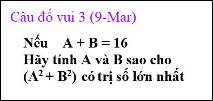 Câu đố vui 3 (9-Mar)
Nếu A + B = 16
Hãy tính A và B sao cho
(A² + B²) có trị số lớn nhất